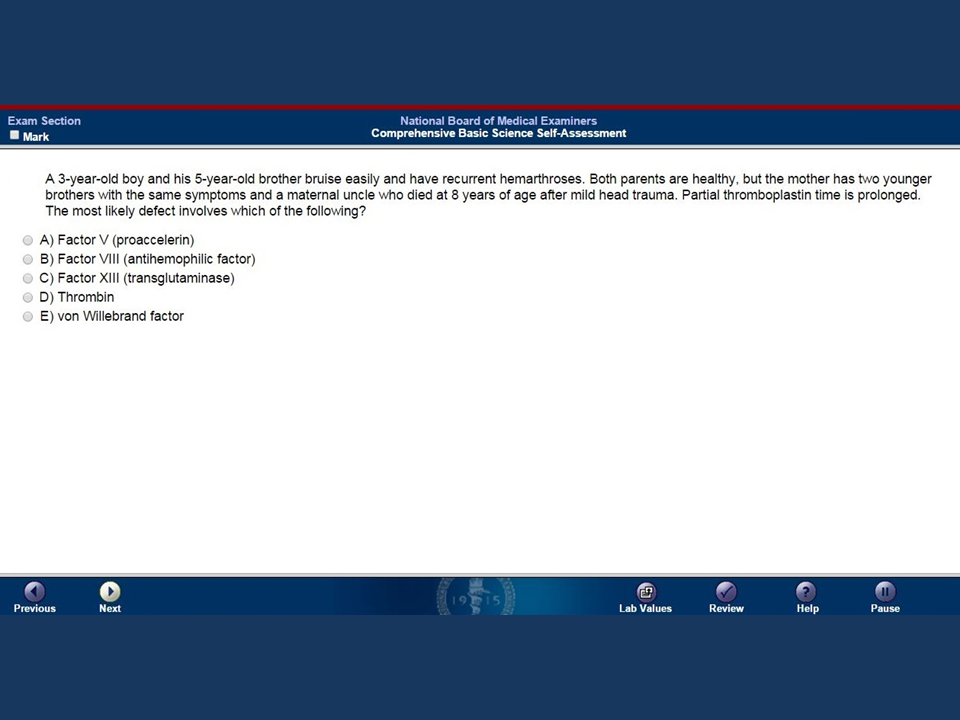 Exam Section
Mark
National Board of Medical Examiners
Comprehensive Basic Science Self-Assessment
A 3-year-old boy and his 5-year-old brother bruise easily and have recurrent hemarthroses. Both parents are healthy, but the mother has two younger
brothers with the same symptoms and a maternal uncle who died at 8 years of age after mild head trauma. Partial thromboplastin time is prolonged.
The most likely defect involves which of the following?
A) Factor V (proaccelerin)
B) Factor VIII (antihemophilic factor)
C) Factor XIII (transglutaminase)
D) Thrombin
E) von Willebrand factor
1915
Previous
Next
Lab Values
Review
Help
Pause